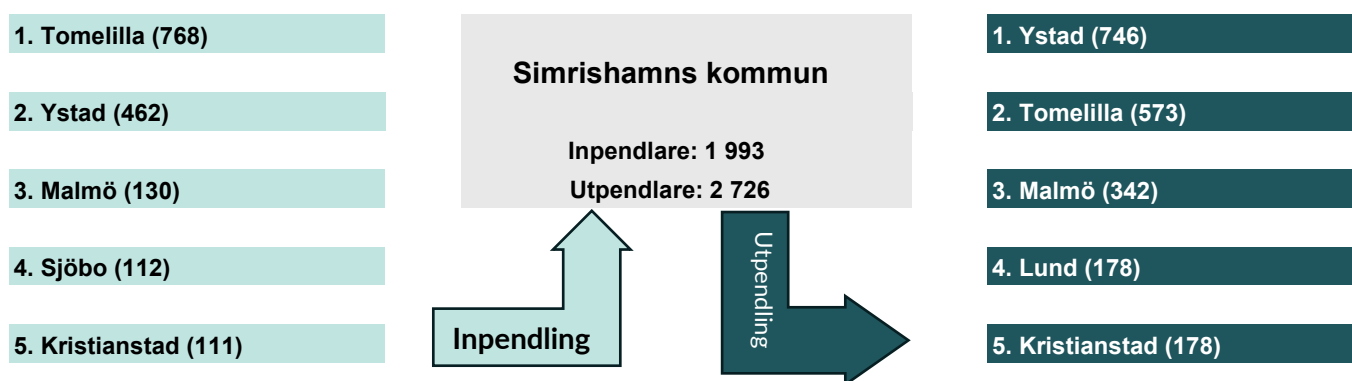 1. Tomelilla (768)
2. Ystad (462)
3. Malmö (130)
4. Sjöbo (112)
5. Kristianstad (111)
Simrishamns kommun
Inpendlare: 1 993
Utpendlare: 2 726
Inpendling
Utpendling
1. Ystad (746)
2. Tomelilla (573)
3. Malmö (342)
4. Lund (178)
5. Kristianstad (178)